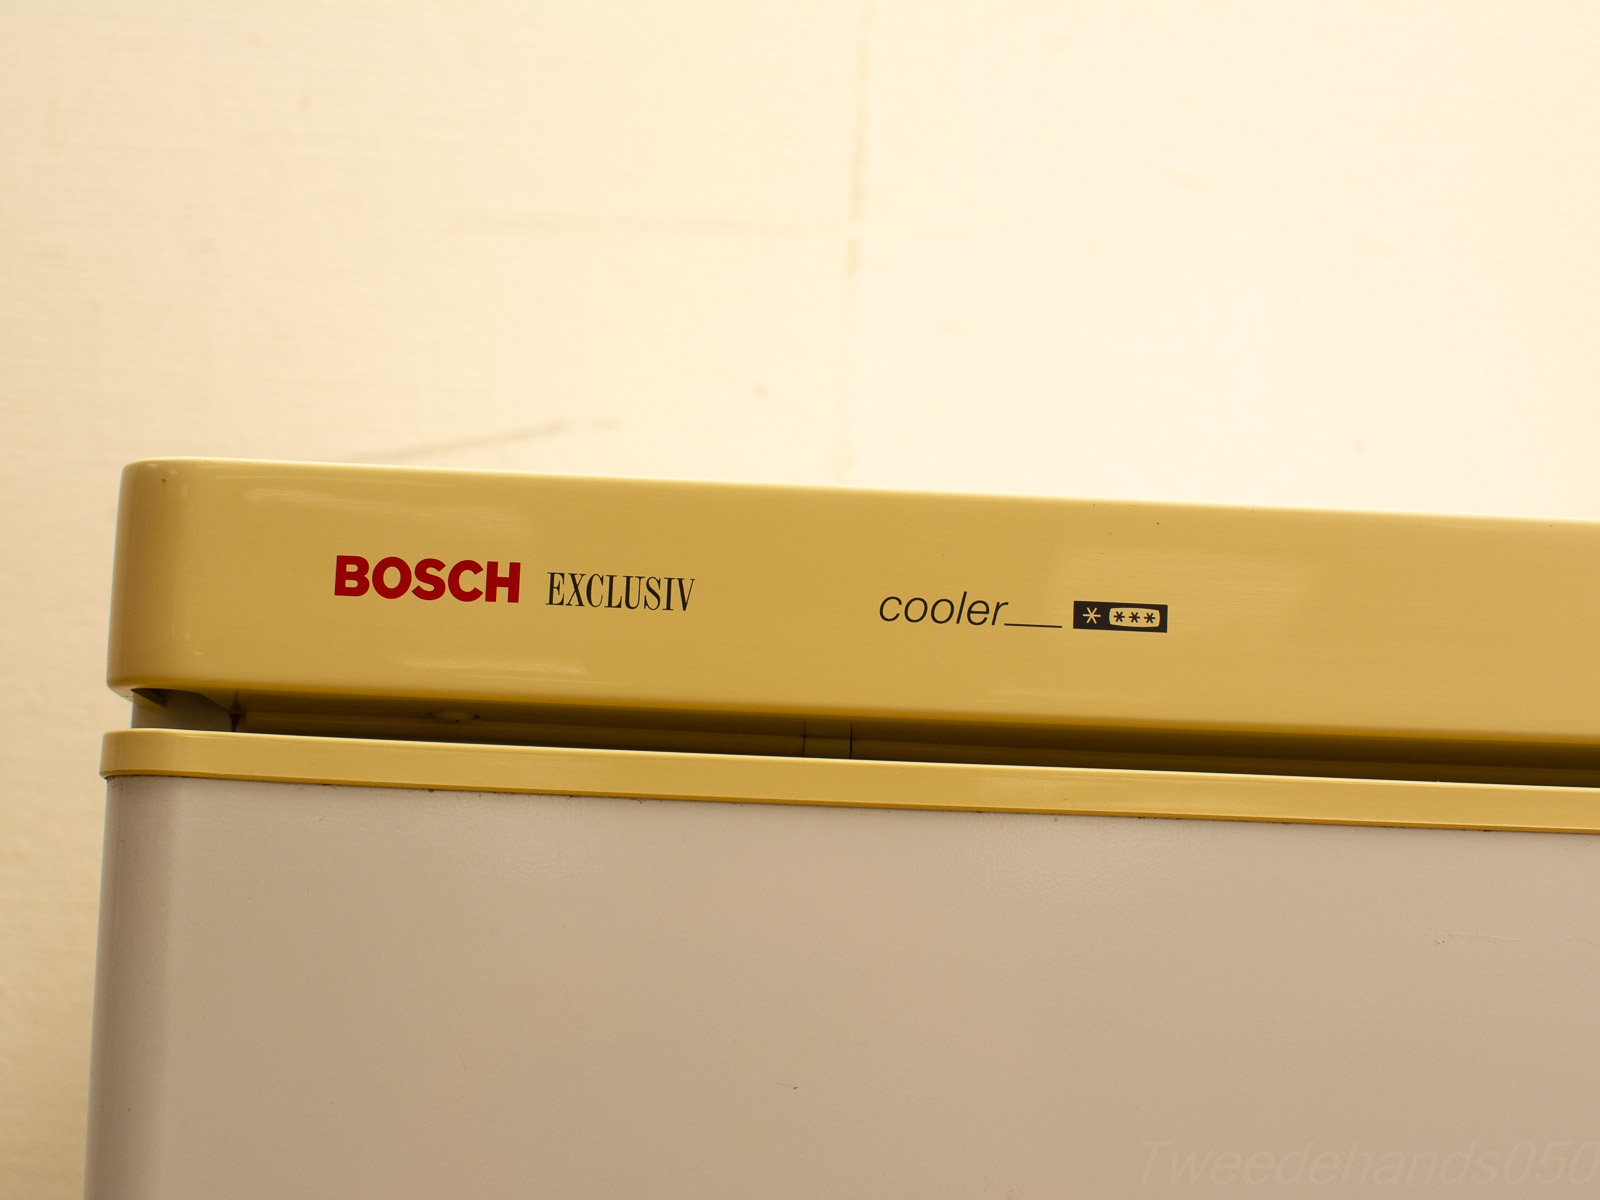 BOSCH EXCLUSIV cooler
Tweedehands050